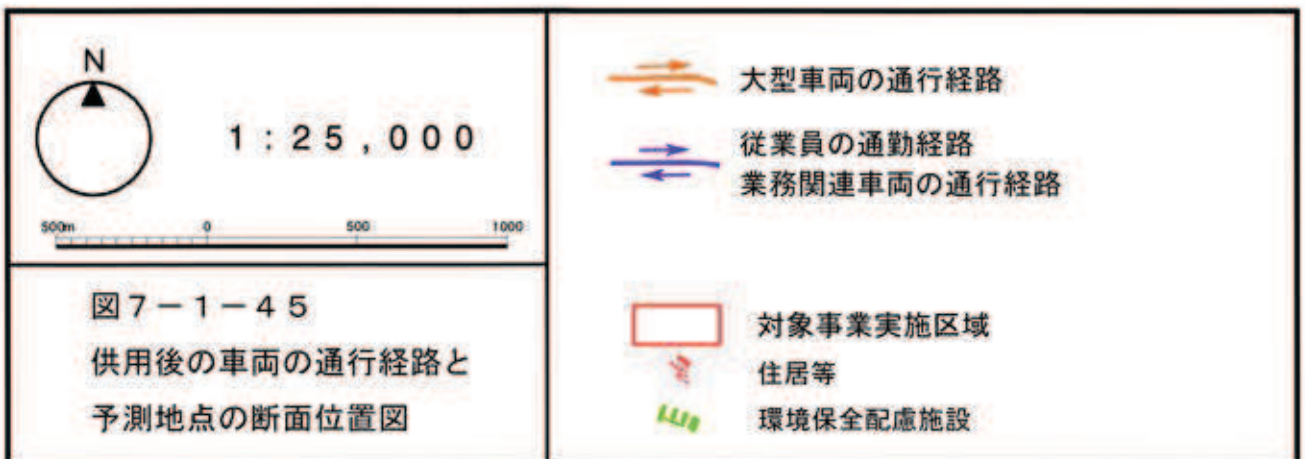 N
1:25,000
500m 0 500 1000
図7-1-45
供用後の車両の通行経路と
予測地点の断面位置図
大型車両の通行経路
従業員の通勤経路
業務関連車両の通行経路
対象事業実施区域
住居等
環境保全配慮施設